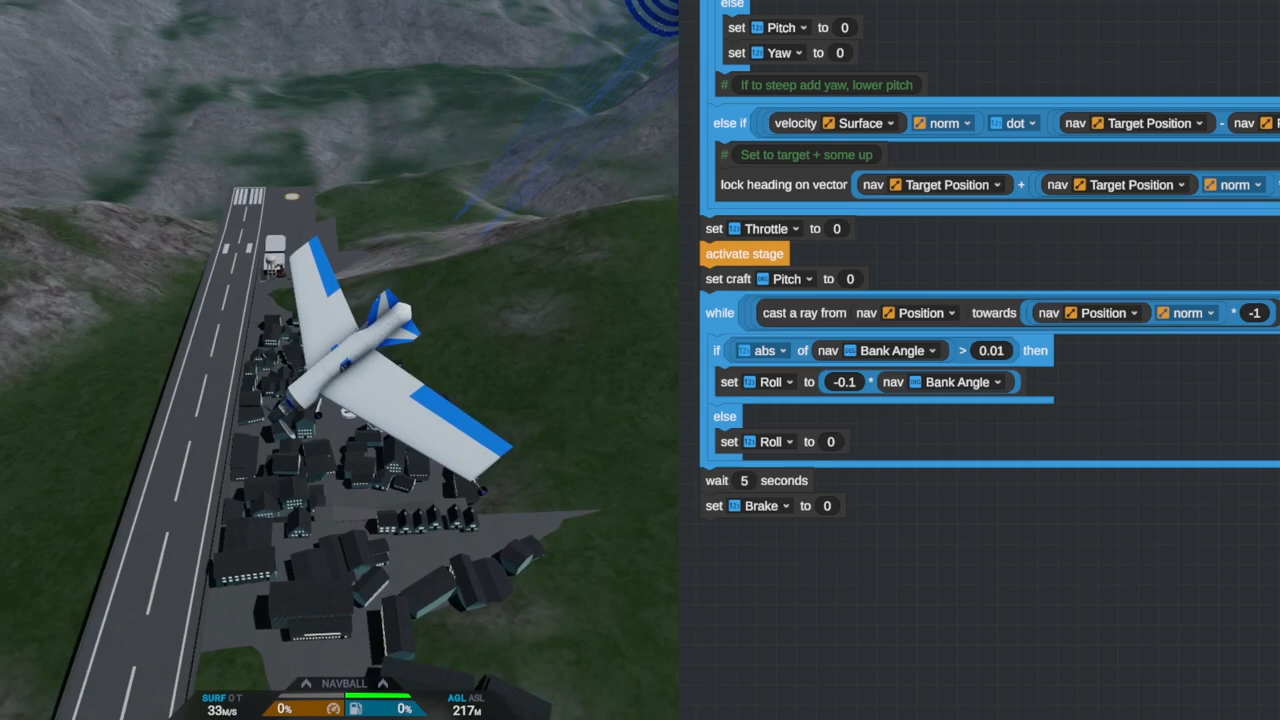 else
set Pitch to 0
set Yaw to 0
# If to steep add yaw, lower pitch
else if velocity Surface norm dot nav Target Position - nav
# Set to target + some up
lock heading on vector nav Target Position + nav Target Position norm
set Throttle to 0
activate stage
set craft Pitch to 0
while cast a ray from nav Position towards nav Position norm * -1
if abs of nav Bank Angle > 0.01 then
set Roll to -0.1 * nav Bank Angle
else
set Roll to 0
wait 5 seconds
set Brake to 0
NAVBALL
SURF O T
33M/S
0%
0%
AGL ASL
217M